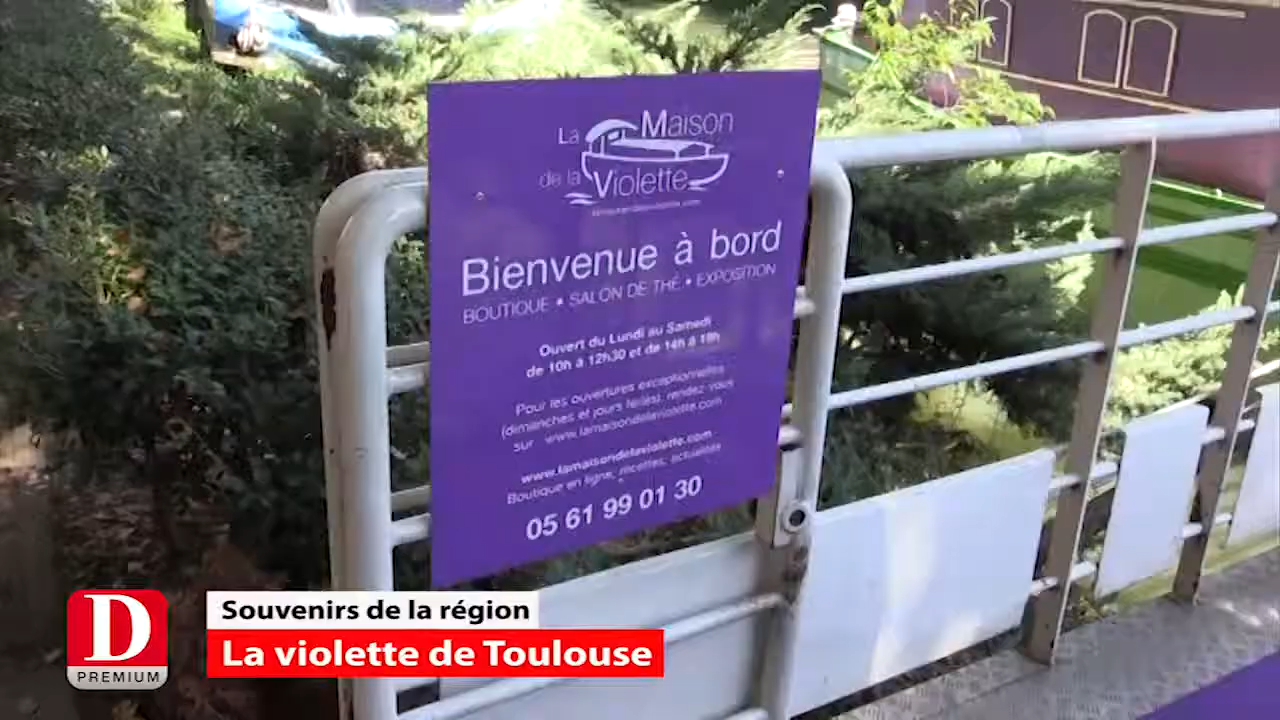 La Maison
de la Violette
Bienvenue à bord
BOUTIQUE • SALON DE THÉ • EXPOSITION
Ouvert du Lundi au Samedi
de 10h à 12h30 et de 14h à 18h
Pour les ouvertures exceptionnelles
(dimanches et jours fériés), rendez vous
sur www.lamaisondelaviolette.com
www.lamaisondelaviolette.com
Boutique en ligne, recettes, actualités
05 61 99 01 30
Souvenirs de la région
La violette de Toulouse
D
PREMIUM